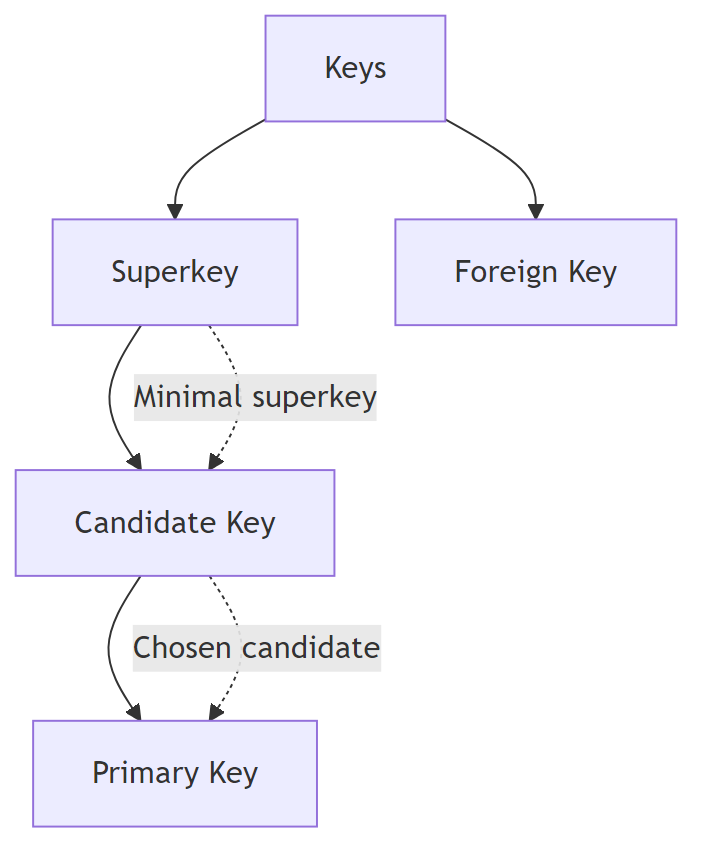 Keys
Superkey
Foreign Key
Minimal superkey
Candidate Key
Chosen candidate
Primary Key